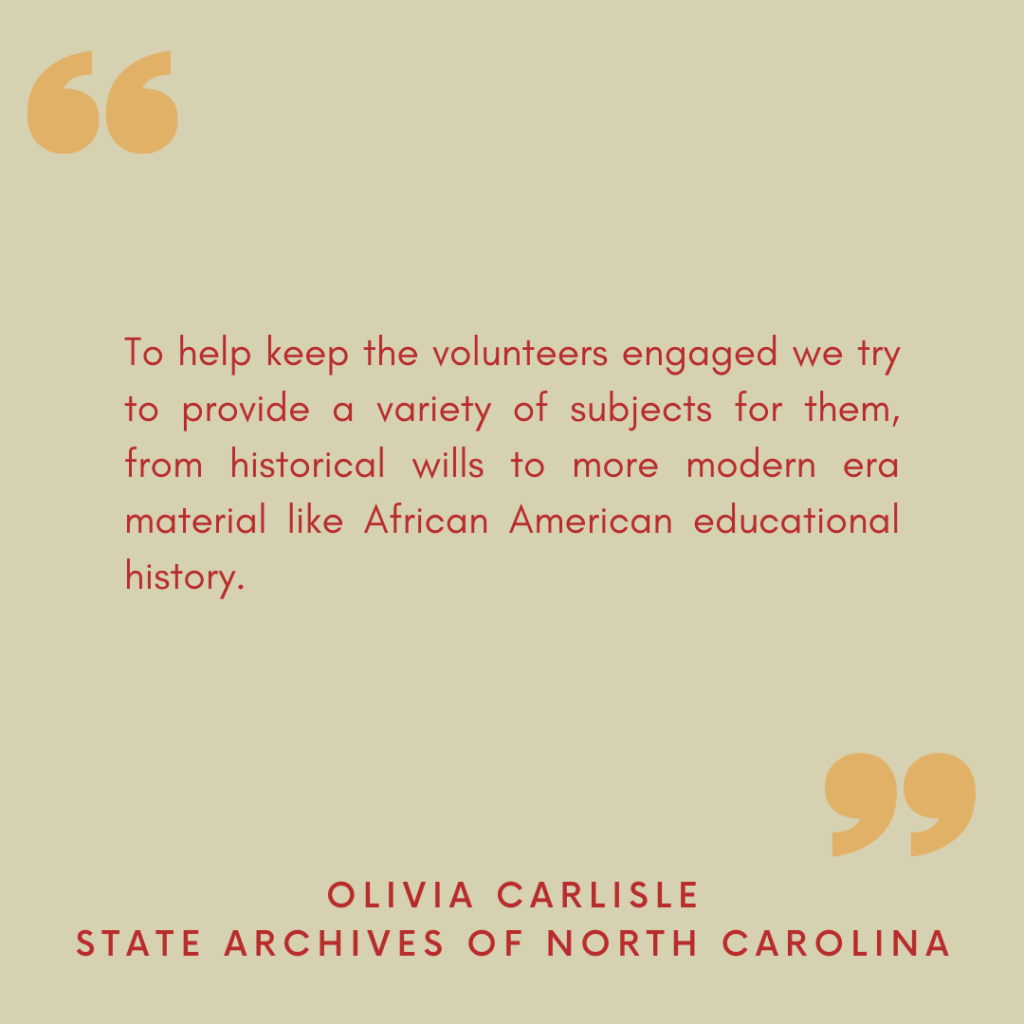 “
To help keep the volunteers engaged we try
to provide a variety of subjects for them,
from historical wills to more modern era
material like African American educational
history.
”
OLIVIA CARLISLE
STATE ARCHIVES OF NORTH CAROLINA